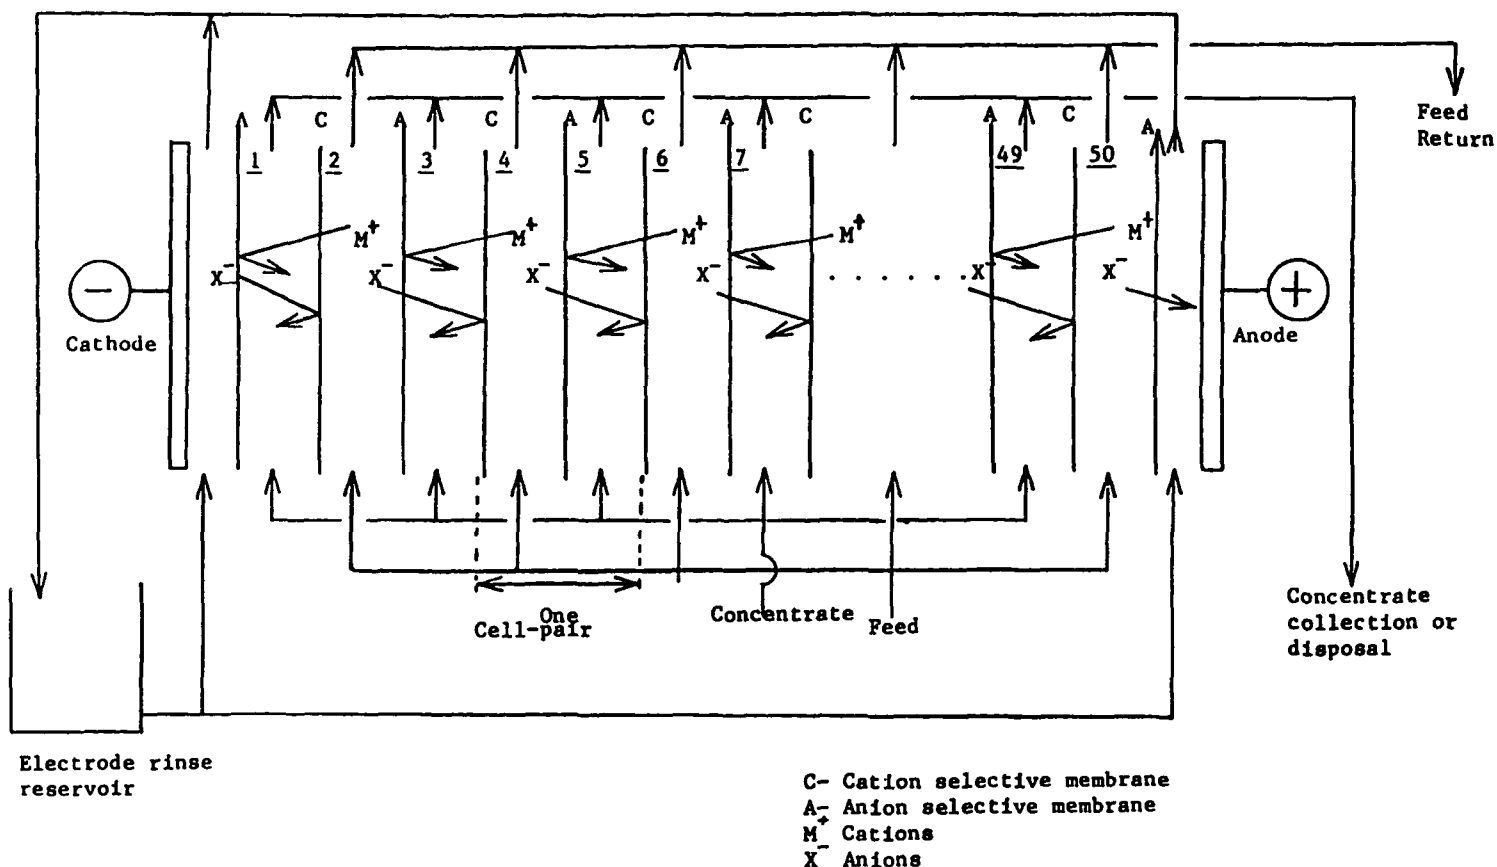 Feed
Return
A
C
A
C
A
C
A
C
A
C
A
1
2
3
4
5
6
7
49
50
M+
M+
M+
M+
M+
X-
X-
X-
X-
. . . . . . .
X-
X-
−
Cathode
+
Anode
One
Cell-pair
Concentrate
Feed
Concentrate
collection or
disposal
Electrode rinse
reservoir
C- Cation selective membrane
A- Anion selective membrane
M+ Cations
X- Anions